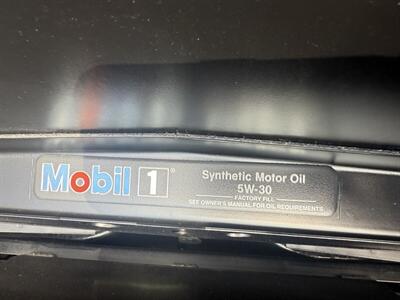 Mobil 1®
Synthetic Motor Oil
5W-30
FACTORY FILL
SEE OWNER'S MANUAL FOR OIL REQUIREMENTS